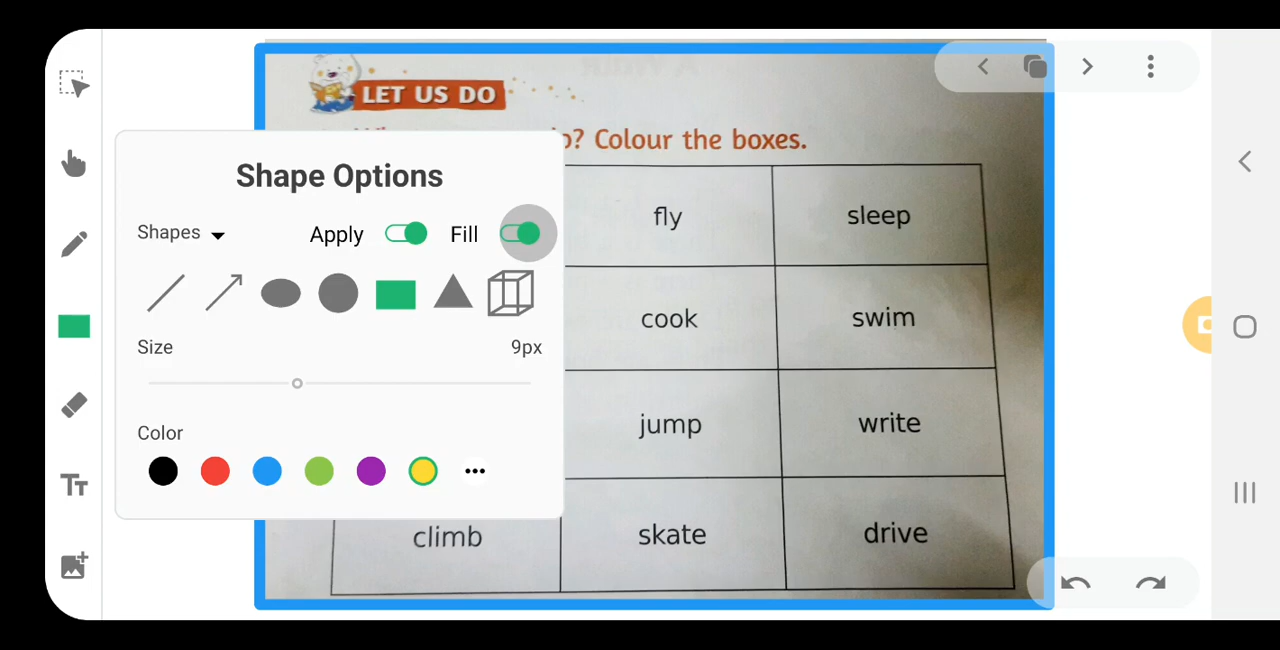 LET US DO
? Colour the boxes.
Shape Options
Shapes Apply Fill
Size 9px
Color
fly sleep
cook swim
jump write
climb skate drive
Tt